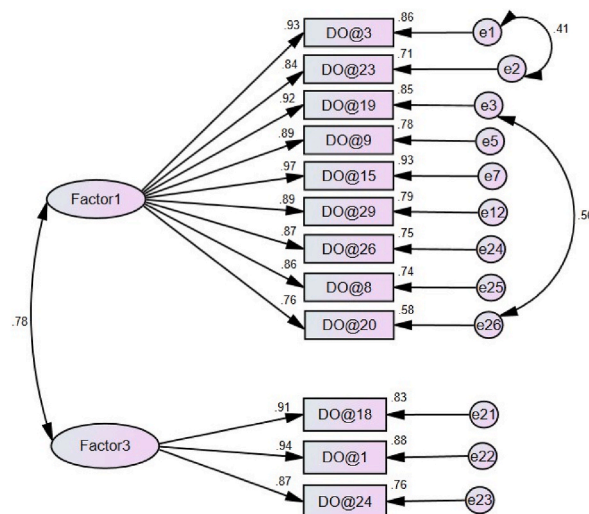 .93 DO@3 .86 e1 .41
.84 DO@23 .71 e2
.92 DO@19 .85 e3
.89 DO@9 .78 e5
.97 DO@15 .93 e7
Factor1
.89 DO@29 .79 e12
.87 DO@26 .75 e24
.86 DO@8 .74 e25
.76 DO@20 .58 e26
.78
.91 DO@18 .83 e21
Factor3
.94 DO@1 .88 e22
.87 DO@24 .76 e23